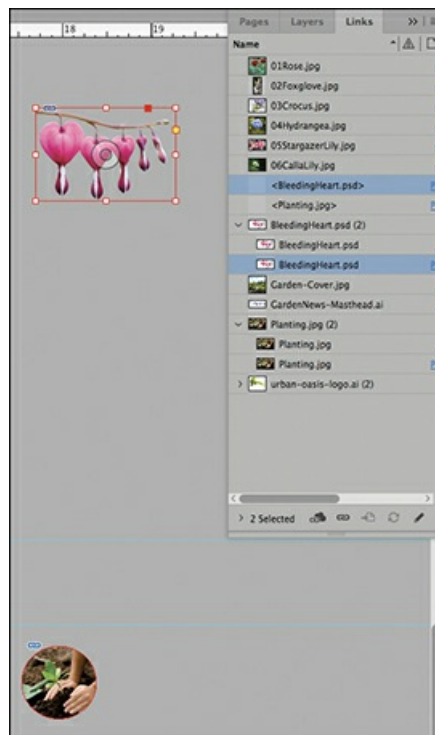 Pages Layers Links
18 19
Name
01Rose.jpg
02Foxglove.jpg
03Crocus.jpg
04Hydrangea.jpg
05StargazerLily.jpg
06CallaLily.jpg
<BleedingHeart.psd>
<Planting.jpg>
BleedingHeart.psd (2)
BleedingHeart.psd
BleedingHeart.psd
Garden-Cover.jpg
GardenNews-Masthead.ai
Planting.jpg (2)
Planting.jpg
Planting.jpg
urban-oasis-logo.ai (2)
2 Selected